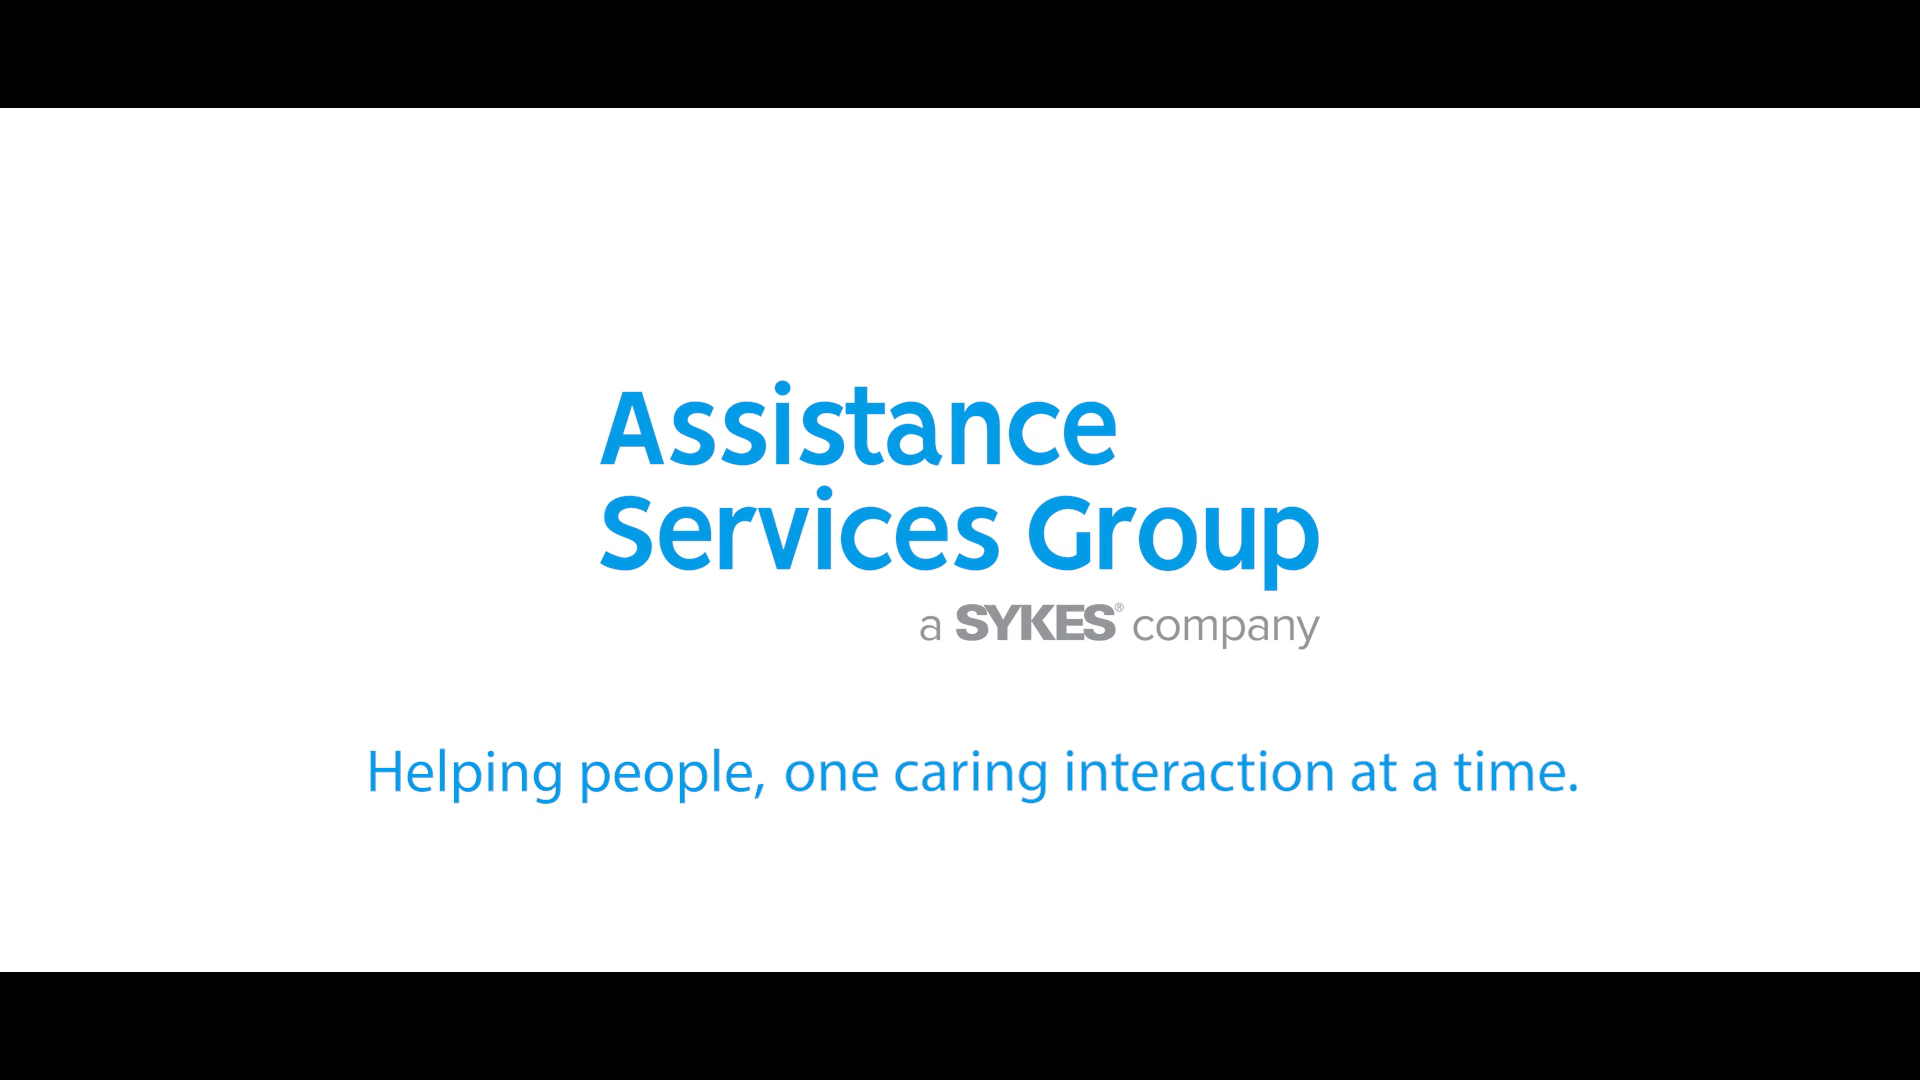 Assistance
Services Group
a SYKES® company
Helping people, one caring interaction at a time.